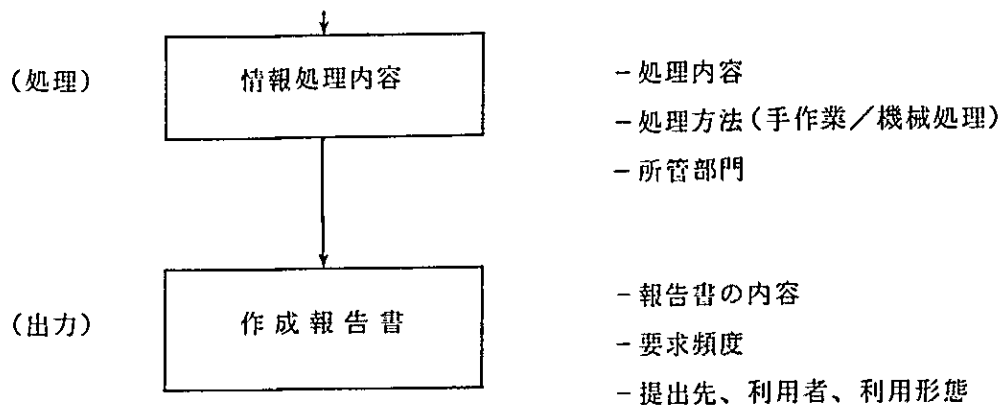 －処理内容
(処理) 情報処理内容
－処理方法(手作業／機械処理)
－所管部門
－報告書の内容
(出力) 作成報告書
－要求頻度
－提出先、利用者、利用形態